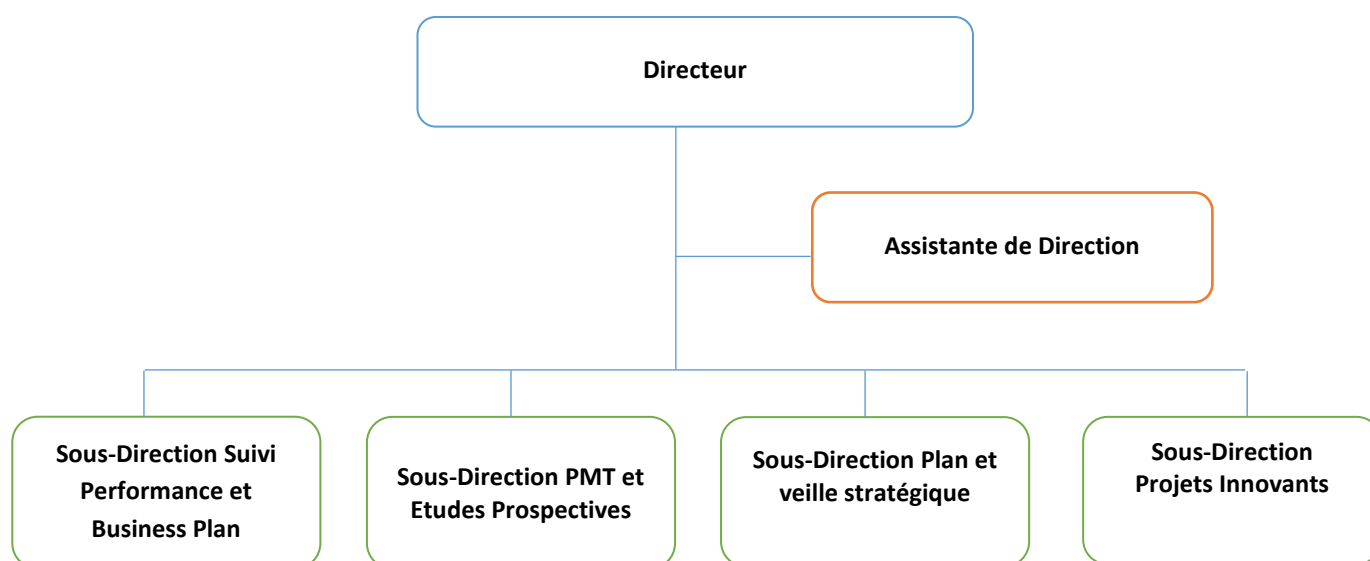 Directeur
Assistante de Direction
Sous-Direction Suivi
Performance et
Business Plan
Sous-Direction PMT et
Etudes Prospectives
Sous-Direction Plan et
veille stratégique
Sous-Direction
Projets Innovants